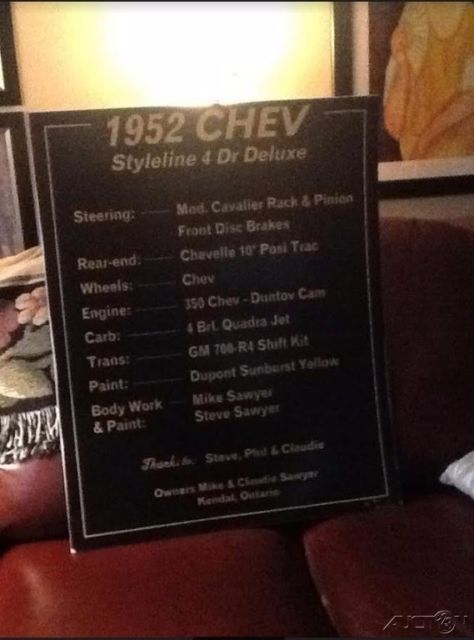 1952 CHEV
Styleline 4 Dr Deluxe
Steering: Mod. Cavalier Rack & Pinion
Front Disc Brakes
Rear-end: Chevelle 10' Posi Trac
Wheels: Chev
Engine: 350 Chev - Duntov Cam
Carb: 4 Brl. Quadra Jet
Trans: GM 700-R4 Shift Kit
Paint: Dupont Sunburst Yellow
Body Work Mike Sawyer
& Paint: Steve Sawyer
Thanks to: Steve, Phil & Claudie
Owners Mike & Claudie Sawyer
Kendal, Ontario
AUCTION